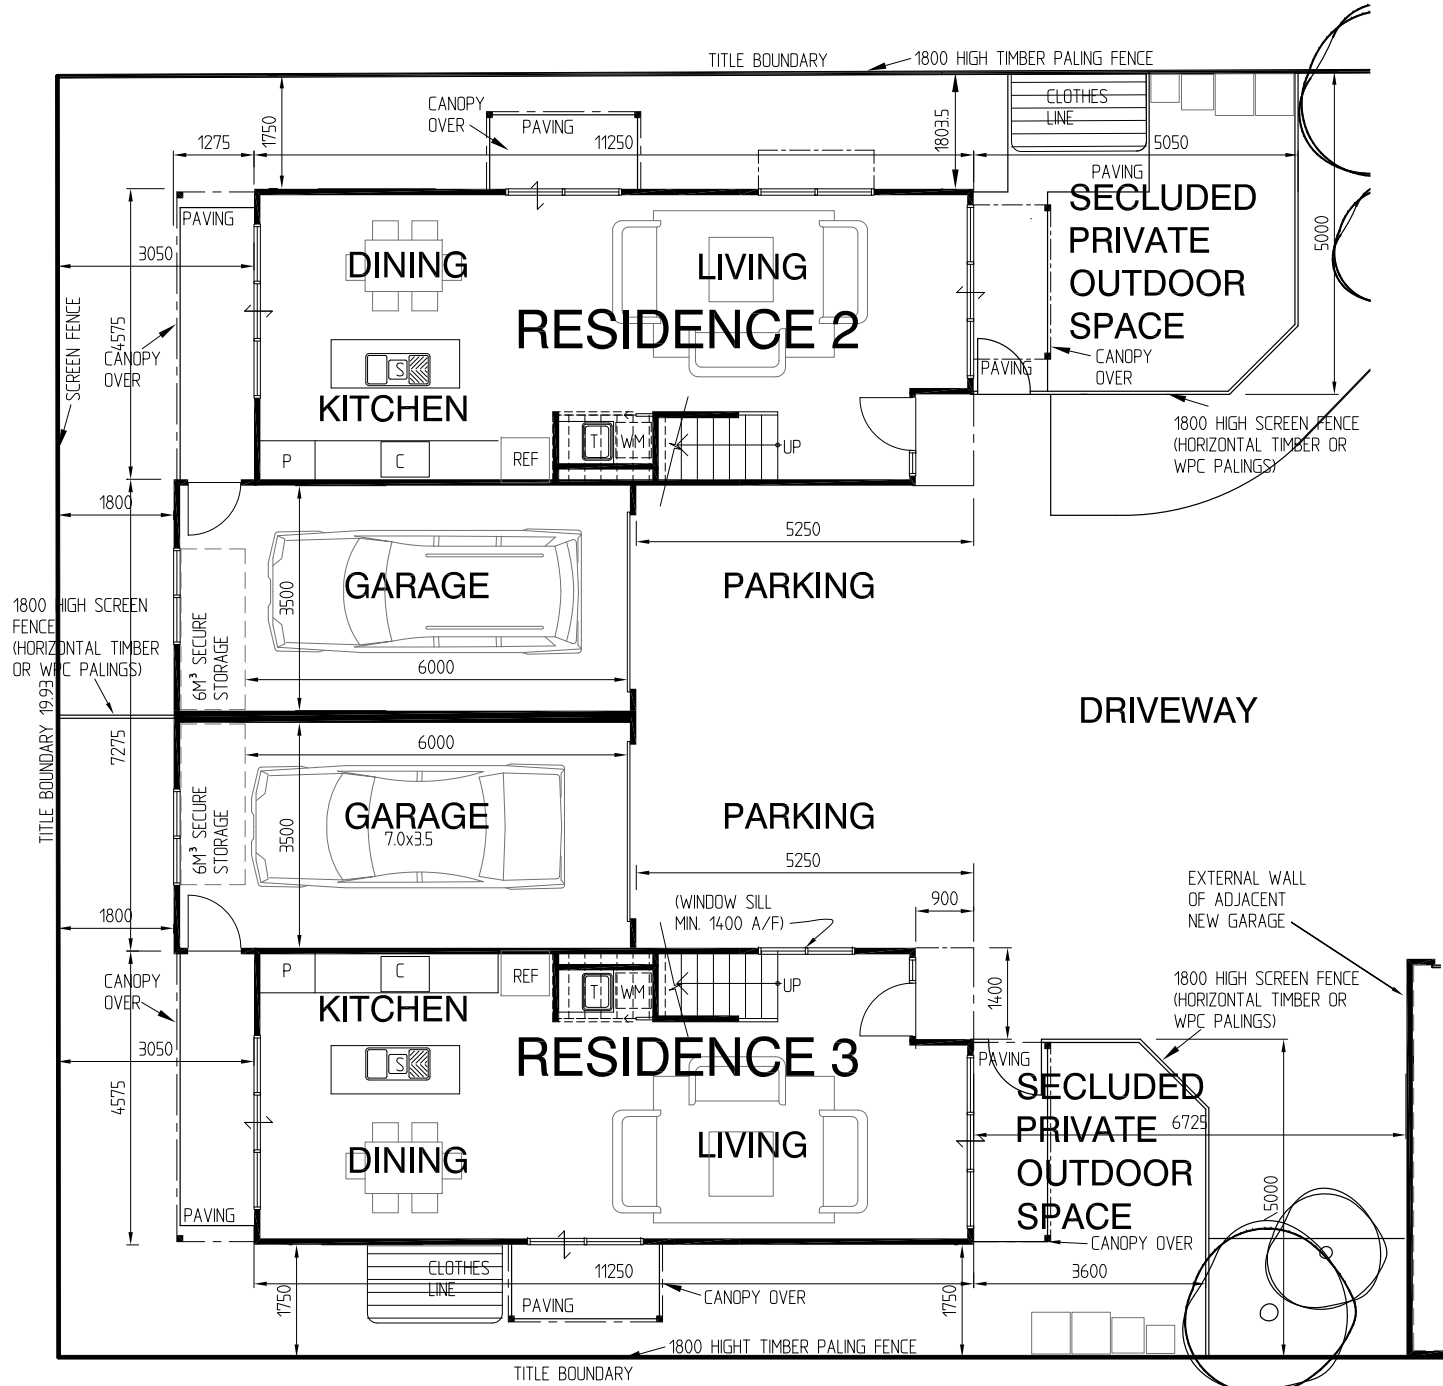 TITLE BOUNDARY
1800 HIGH TIMBER PALING FENCE
CANOPY
OVER
PAVING
CLOTHES
LINE
1275
1750
11250
1803.5
5050
PAVING
SECLUDED
PRIVATE
OUTDOOR
SPACE
5000
PAVING
3050
DINING
LIVING
RESIDENCE 2
SCREEN FENCE
4575
CANOPY
OVER
KITCHEN
S
PAVING
CANOPY
OVER
1800 HIGH SCREEN FENCE
(HORIZONTAL TIMBER OR
WPC PALINGS)
P
C
REF
TI
WM
UP
1800
5250
GARAGE
3500
PARKING
1800 HIGH SCREEN
FENCE
(HORIZONTAL TIMBER
OR WPC PALINGS)
6M³ SECURE
STORAGE
6000
TITLE BOUNDARY 19.93
7275
DRIVEWAY
6000
GARAGE
7.0x3.5
3500
PARKING
6M³ SECURE
STORAGE
5250
1800
(WINDOW SILL
MIN. 1400 A/F)
900
EXTERNAL WALL
OF ADJACENT
NEW GARAGE
CANOPY
OVER
P
C
REF
TI
WM
UP
1400
1800 HIGH SCREEN FENCE
(HORIZONTAL TIMBER OR
WPC PALINGS)
KITCHEN
3050
S
RESIDENCE 3
PAVING
4575
DINING
LIVING
SECLUDED
PRIVATE
OUTDOOR
SPACE
6725
5000
PAVING
CANOPY OVER
CLOTHES
LINE
1750
11250
PAVING
CANOPY OVER
1750
3600
1800 HIGHT TIMBER PALING FENCE
TITLE BOUNDARY